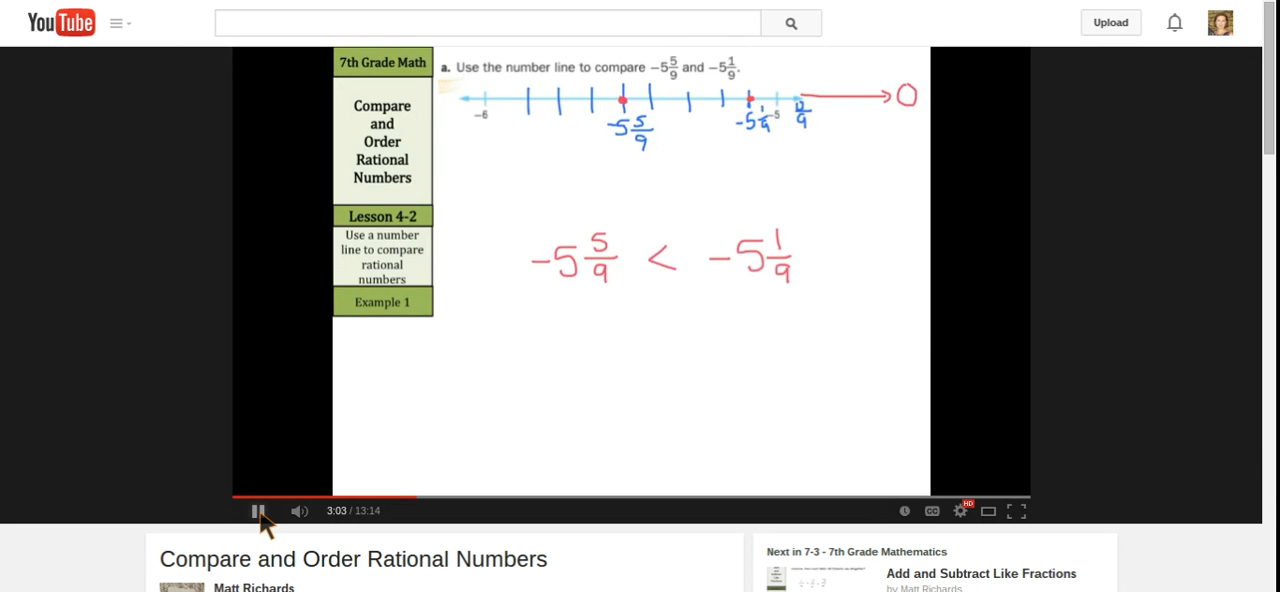 YouTube
Upload
7th Grade Math
a. Use the number line to compare −5 5/9 and −5 1/9.
-6
-5 5/9
-5 1/9
-5
0
Compare
and
Order
Rational
Numbers
Lesson 4-2
Use a number
line to compare
rational
numbers
Example 1
-5 5/9 < -5 1/9
3:03 / 13:14
CC
HD
Compare and Order Rational Numbers
Matt Richards
Next in 7-3 - 7th Grade Mathematics
Add and Subtract Like Fractions
by Matt Richards